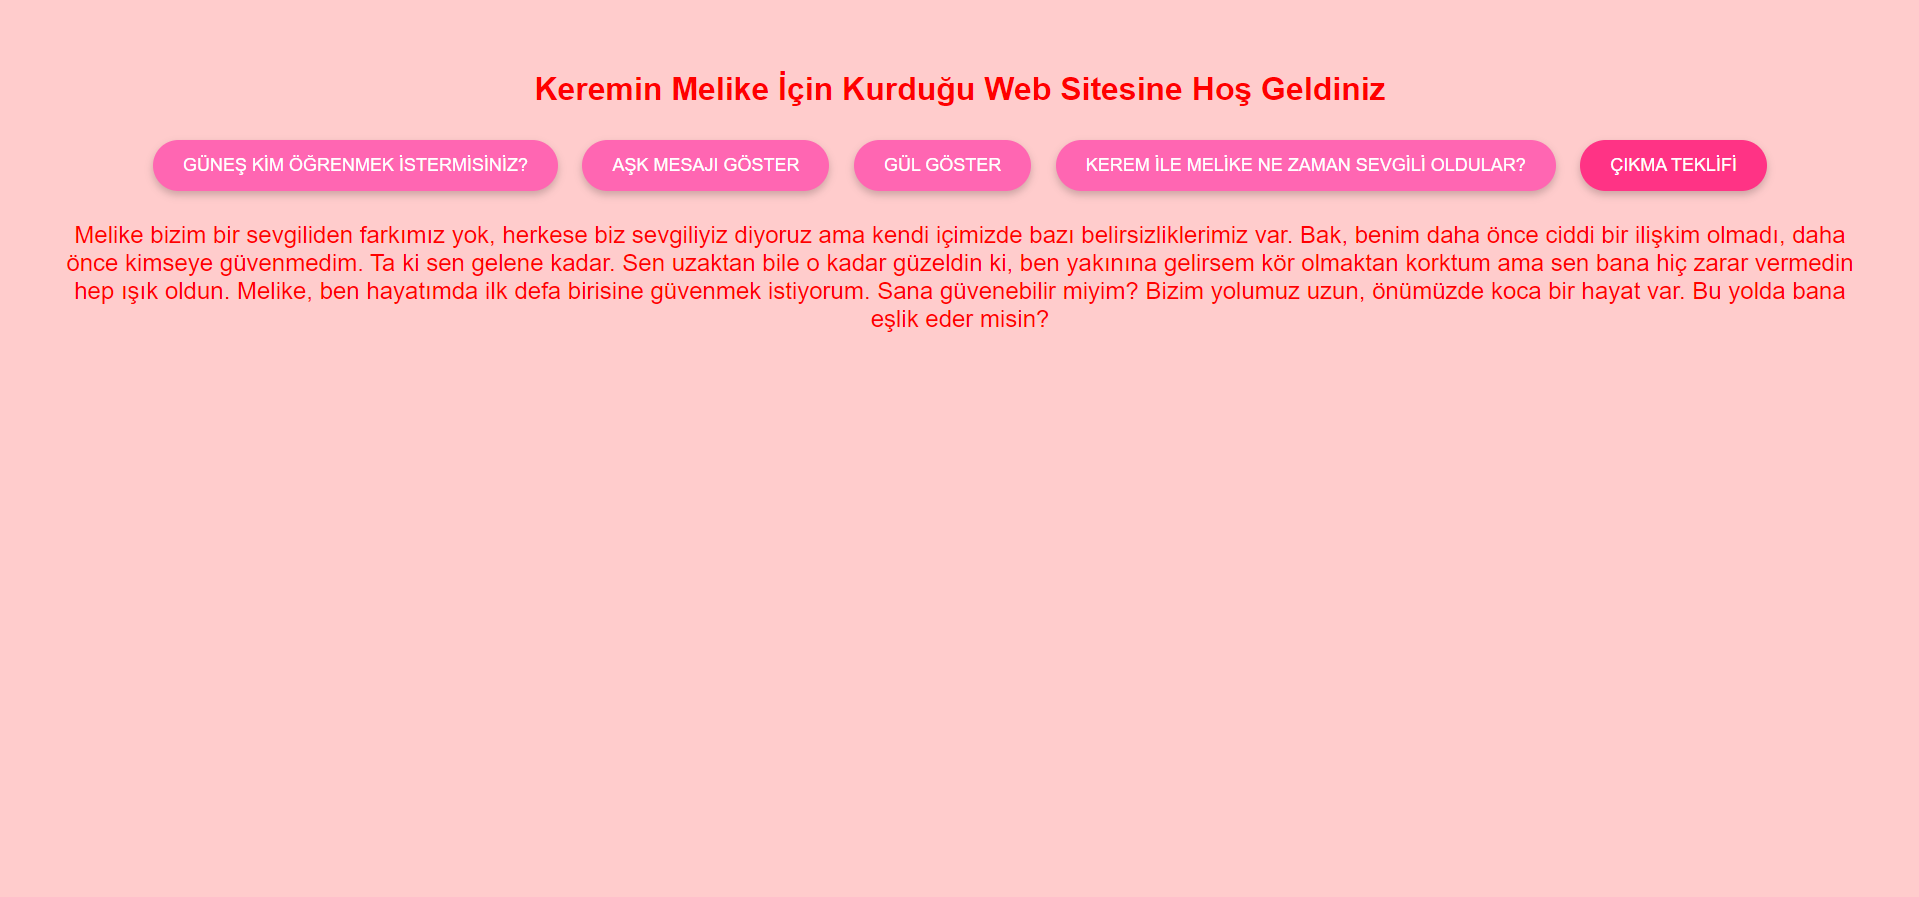 Keremin Melike İçin Kurduğu Web Sitesine Hoş Geldiniz
GÜNEŞ KİM ÖĞRENMEK İSTERMİSİNİZ?
AŞK MESAJI GÖSTER
GÜL GÖSTER
KEREM İLE MELİKE NE ZAMAN SEVGİLİ OLDULAR?
ÇIKMA TEKLİFİ
Melike bizim bir sevgiliden farkımız yok, herkese biz sevgiliyiz diyoruz ama kendi içimizde bazı belirsizliklerimiz var. Bak, benim daha önce ciddi bir ilişkim olmadı, daha
önce kimseye güvenmedim. Ta ki sen gelene kadar. Sen uzaktan bile o kadar güzeldin ki, ben yakınına gelirsem kör olmaktan korktum ama sen bana hiç zarar vermedin
hep ışık oldun. Melike, ben hayatımda ilk defa birisine güvenmek istiyorum. Sana güvenebilir miyim? Bizim yolumuz uzun, önümüzde koca bir hayat var. Bu yolda bana
eşlik eder misin?